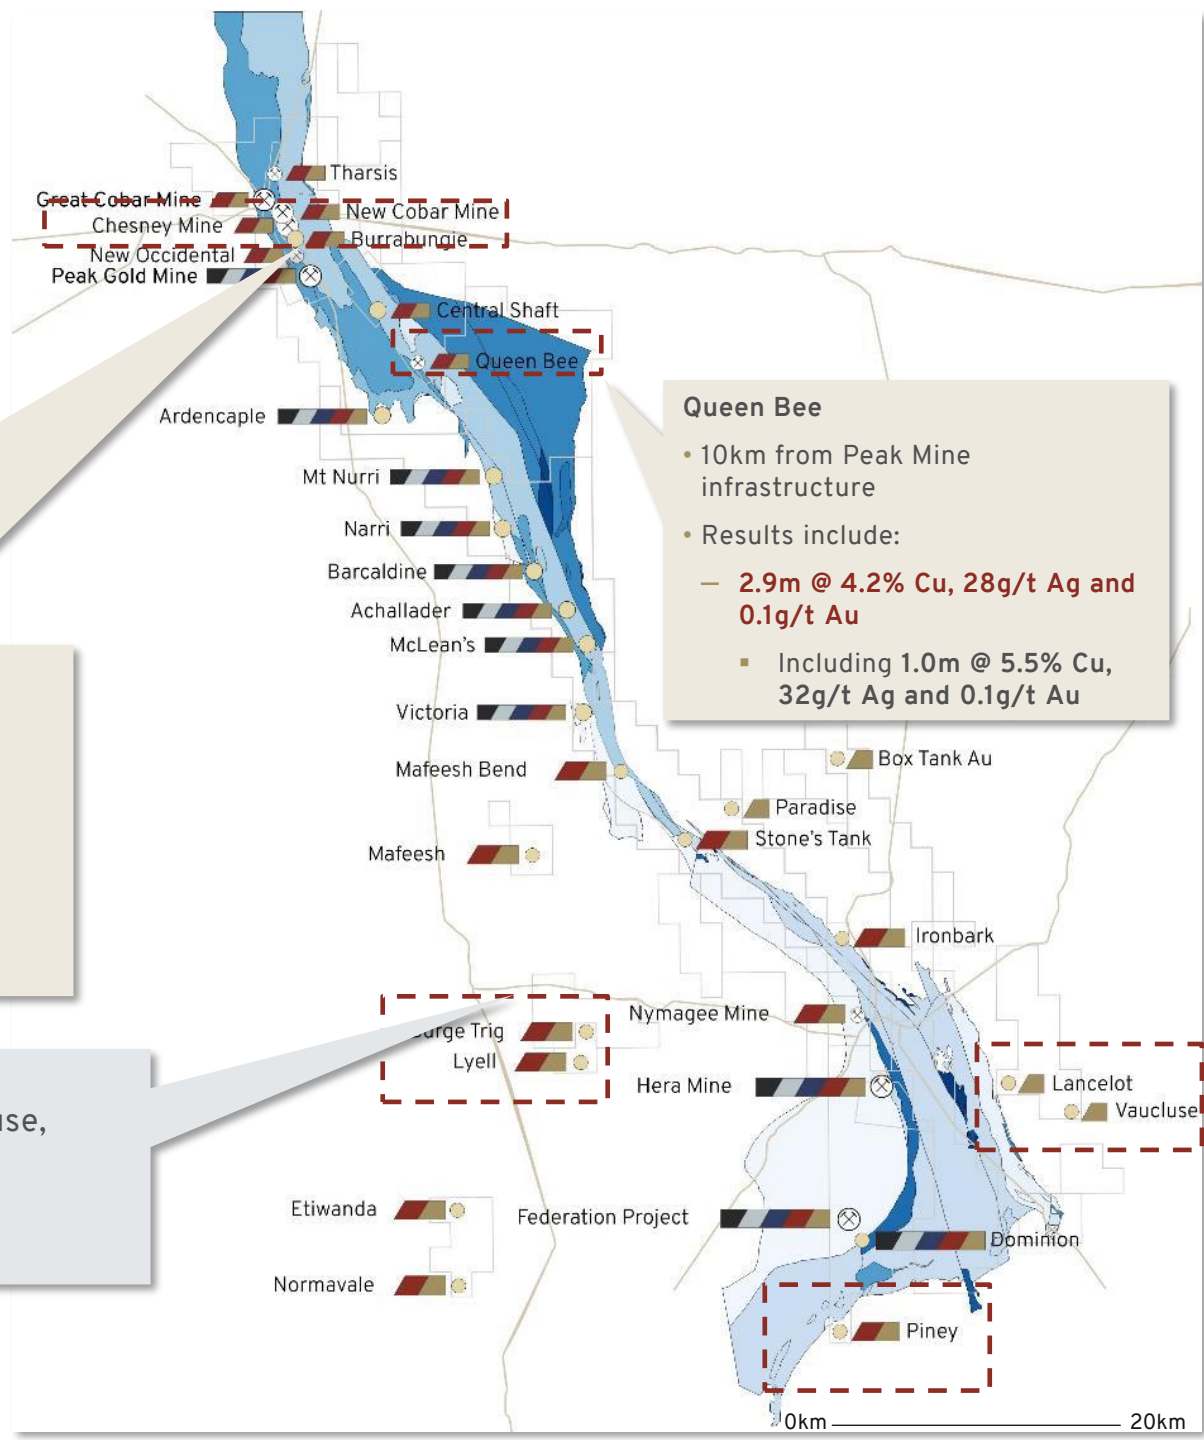 Tharsis
Great Cobar Mine
New Cobar Mine
Chesney Mine
Burrabungie
New Occidental
Peak Gold Mine
Central Shaft
Queen Bee
Ardencaple
Queen Bee
• 10km from Peak Mine
infrastructure
• Results include:
— 2.9m @ 4.2% Cu, 28g/t Ag and
0.1g/t Au
▪ Including 1.0m @ 5.5% Cu,
32g/t Ag and 0.1g/t Au
Mt Nurri
Narri
Barcaldine
Achallader
McLean's
Victoria
Mafeesh Bend
Box Tank Au
Paradise
Stone's Tank
Mafeesh
Ironbark
Nymagee Mine
urge Trig
Lyell
Hera Mine
Lancelot
Vaucluse
use,
Etiwanda
Federation Project
Dominion
Normavale
Piney
0km
20km